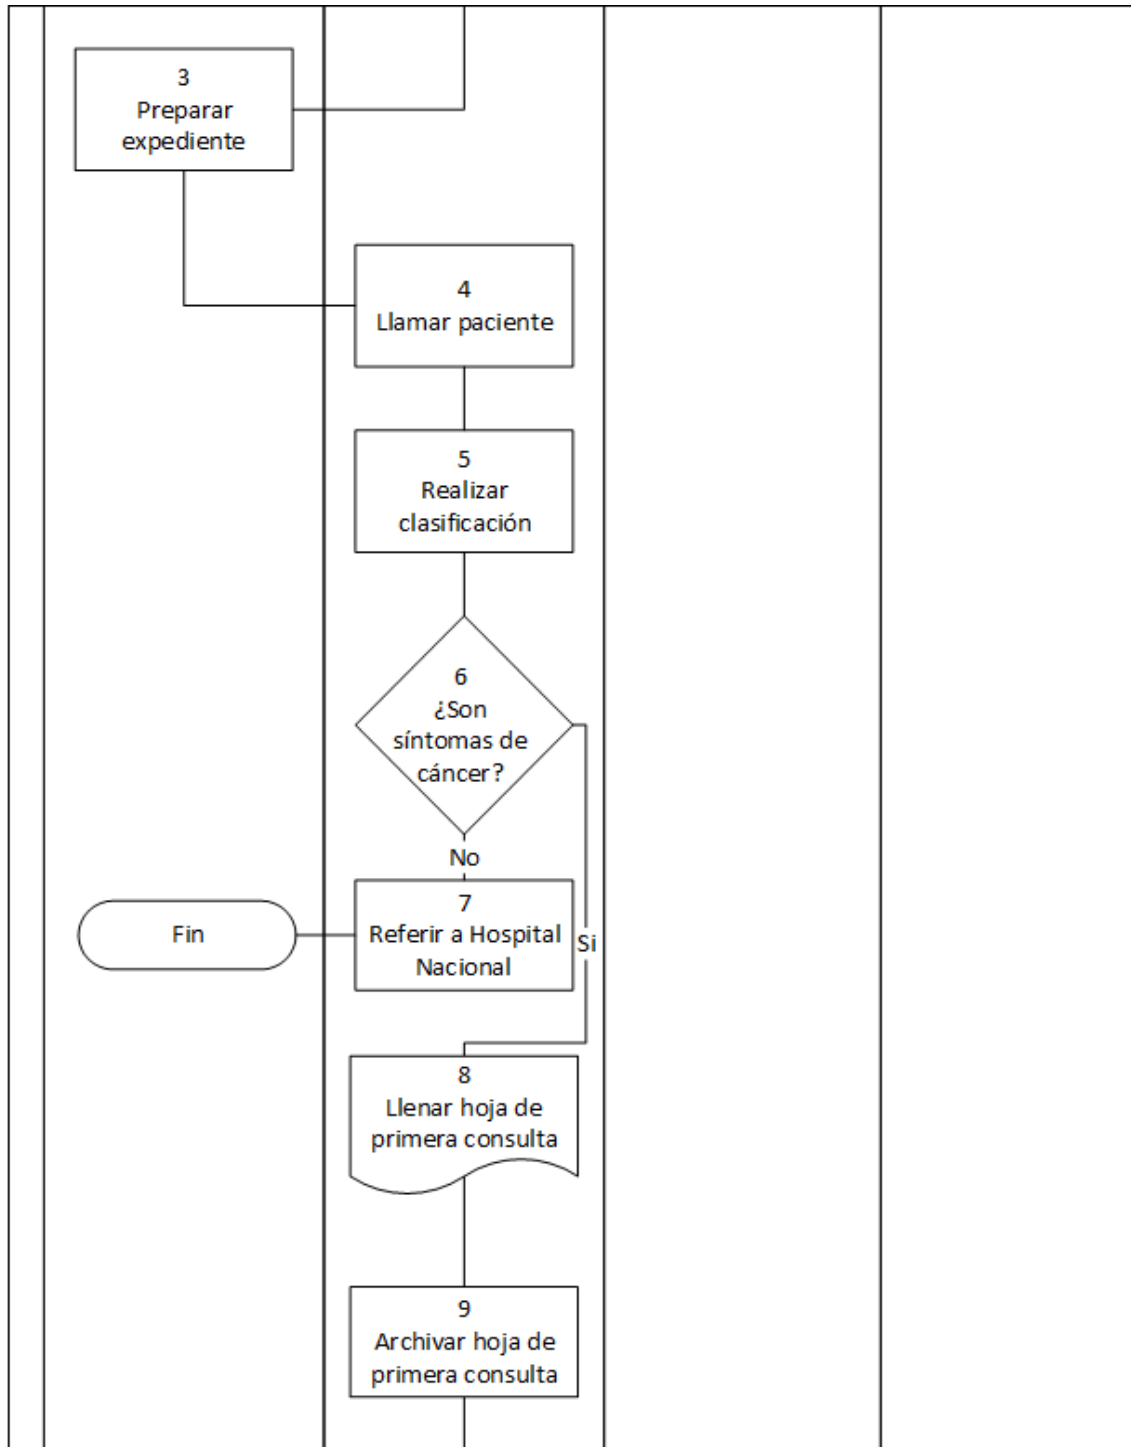 3
Preparar
expediente
4
Llamar paciente
5
Realizar
clasificación
6
¿Son
síntomas de
cáncer?
No
7
Referir a Hospital
Nacional
Fin
Si
8
Llenar hoja de
primera consulta
9
Archivar hoja de
primera consulta